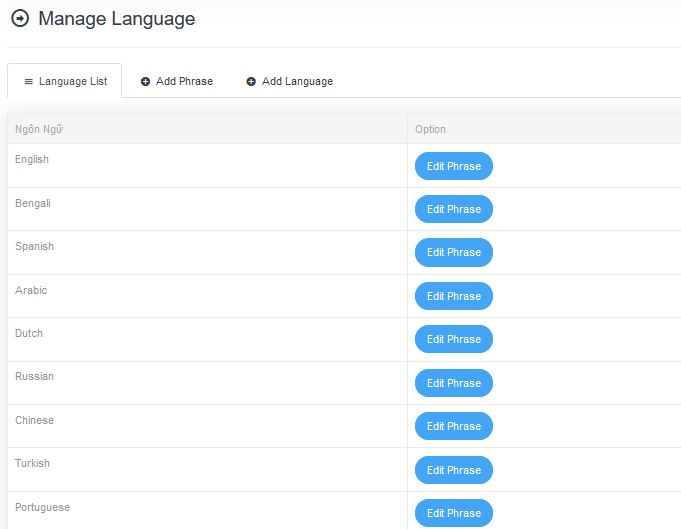 Manage Language
Language List Add Phrase Add Language
Ngôn Ngữ Option
English Edit Phrase
Bengali Edit Phrase
Spanish Edit Phrase
Arabic Edit Phrase
Dutch Edit Phrase
Russian Edit Phrase
Chinese Edit Phrase
Turkish Edit Phrase
Portuguese Edit Phrase